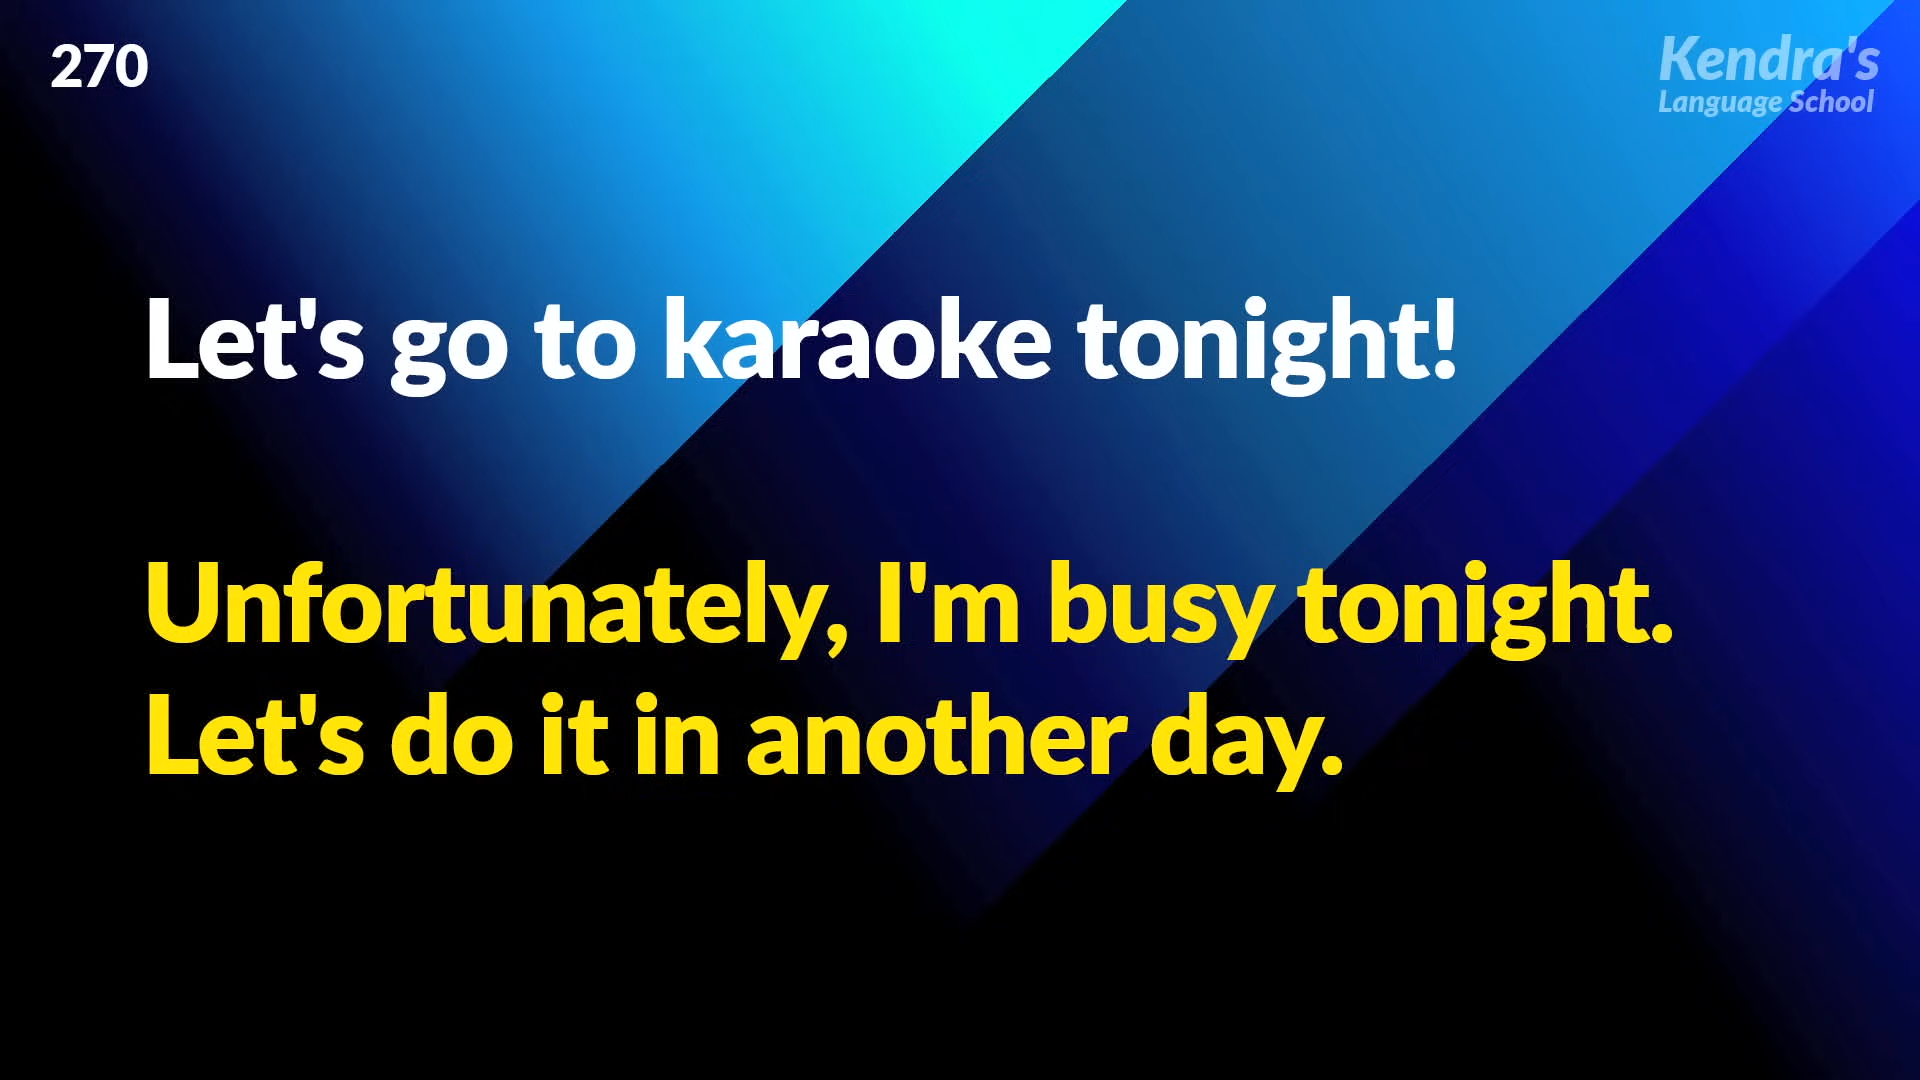 270
Kendra's
Language School
Let's go to karaoke tonight!
Unfortunately, I'm busy tonight.
Let's do it in another day.